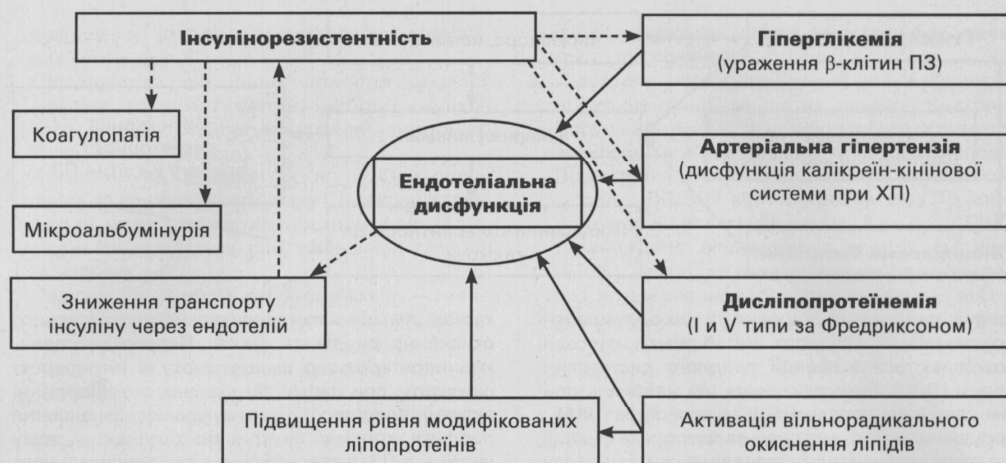 Інсулінорезистентність
Гіперглікемія
(ураження β-клітин ПЗ)
Коагулопатія
Ендотеліальна
дисфункція
Артеріальна гіпертензія
(дисфункція калікреїн-кінінової
системи при ХП)
Мікроальбумінурія
Зниження транспорту
інсуліну через ендотелій
Дисліпопротеїнемія
(I и V типи за Фредриксоном)
Підвищення рівня модифікованих
ліпопротеїнів
Активація вільнорадикального
окиснення ліпідів